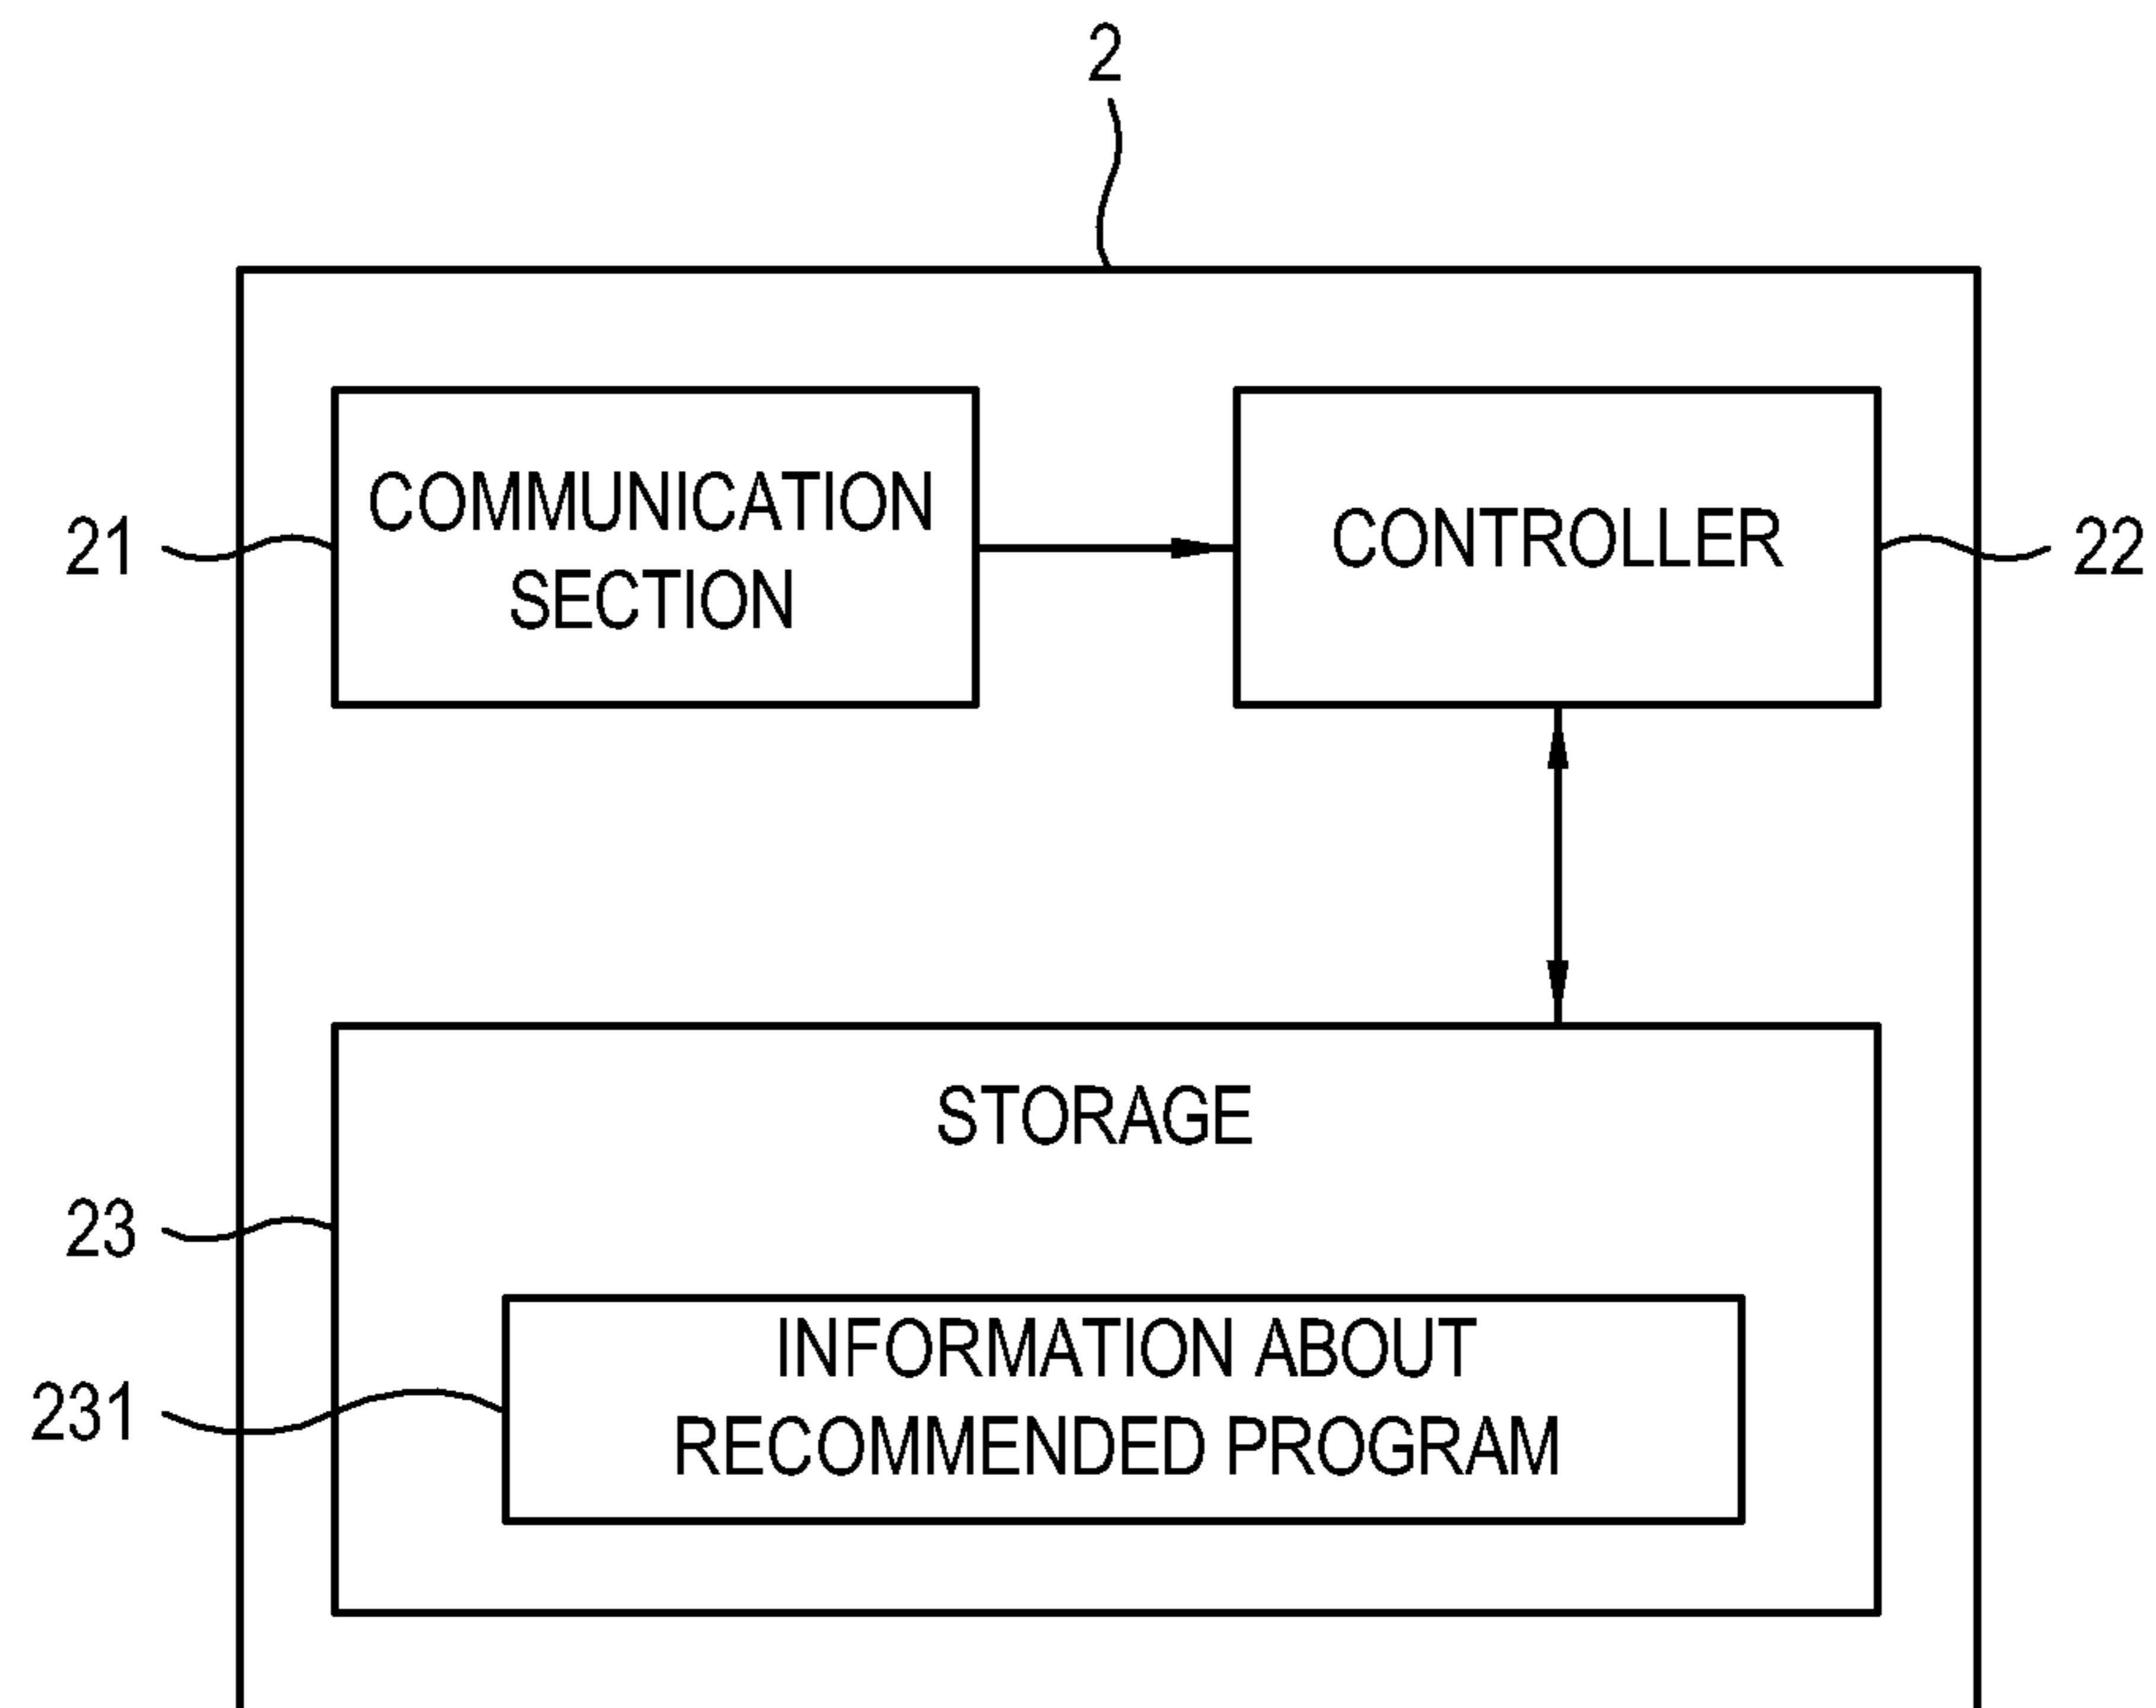 2
COMMUNICATION
SECTION
CONTROLLER
21
22
STORAGE
23
INFORMATION ABOUT
RECOMMENDED PROGRAM
231